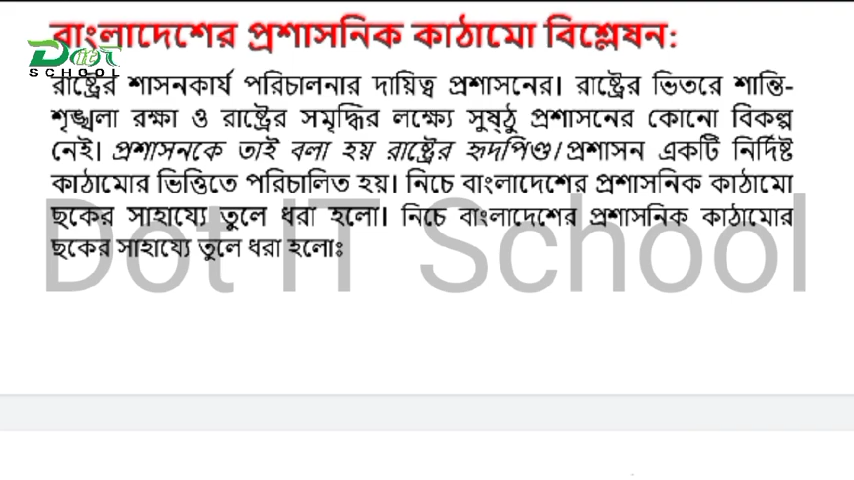 বাংলাদেশের প্রশাসনিক কাঠামো বিশ্লেষন:
Dot iT
SCHOOL
রাষ্ট্রের শাসনকার্য পরিচালনার দায়িত্ব প্রশাসনের। রাষ্ট্রের ভিতরে শান্তি-
শৃঙ্খলা রক্ষা ও রাষ্ট্রের সমৃদ্ধির লক্ষ্যে সুষ্ঠু প্রশাসনের কোনো বিকল্প
নেই। প্রশাসনকে তাই বলা হয় রাষ্ট্রের হৃদপিণ্ড।প্রশাসন একটি নির্দিষ্ট
কাঠামোর ভিত্তিতে পরিচালিত হয়। নিচে বাংলাদেশের প্রশাসনিক কাঠামো
ছকের সাহায্যে তুলে ধরা হলো। নিচে বাংলাদেশের প্রশাসনিক কাঠামোর
ছকের সাহায্যে তুলে ধরা হলোঃ
Dot IT School